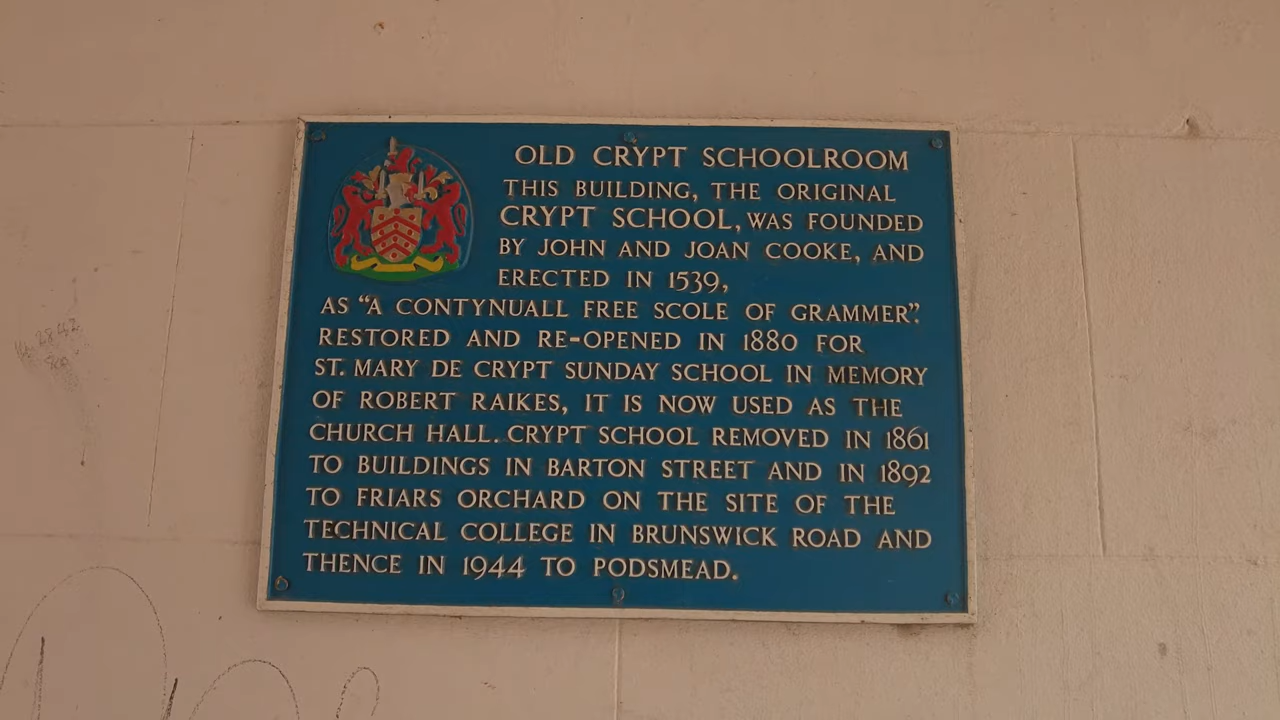 OLD CRYPT SCHOOLROOM
THIS BUILDING, THE ORIGINAL
CRYPT SCHOOL, WAS FOUNDED
BY JOHN AND JOAN COOKE, AND
ERECTED IN 1539,
AS "A CONTYNUALL FREE SCOLE OF GRAMMER".
RESTORED AND RE-OPENED IN 1880 FOR
ST. MARY DE CRYPT SUNDAY SCHOOL IN MEMORY
OF ROBERT RAIKES, IT IS NOW USED AS THE
CHURCH HALL. CRYPT SCHOOL REMOVED IN 1861
TO BUILDINGS IN BARTON STREET AND IN 1892
TO FRIARS ORCHARD ON THE SITE OF THE
TECHNICAL COLLEGE IN BRUNSWICK ROAD AND
THENCE IN 1944 TO PODSMEAD.